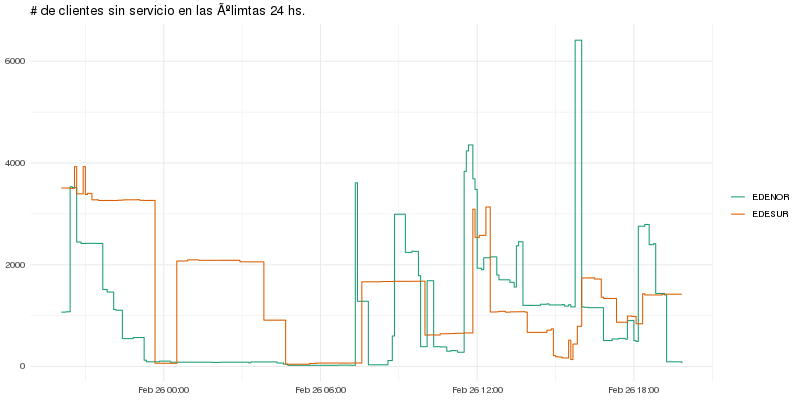 # de clientes sin servicio en las Ãºlimtas 24 hs.
6000
4000
2000
0
Feb 26 00:00
Feb 26 06:00
Feb 26 12:00
Feb 26 18:00
EDENOR
EDESUR